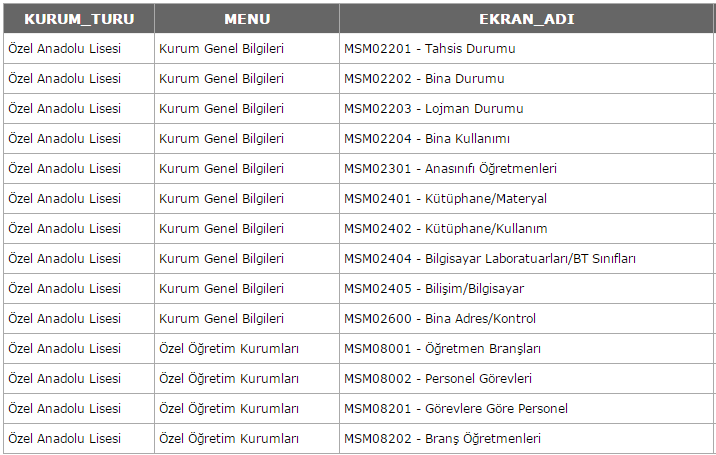 KURUM_TURU MENU EKRAN_ADI
Özel Anadolu Lisesi Kurum Genel Bilgileri MSM02201 - Tahsis Durumu
Özel Anadolu Lisesi Kurum Genel Bilgileri MSM02202 - Bina Durumu
Özel Anadolu Lisesi Kurum Genel Bilgileri MSM02203 - Lojman Durumu
Özel Anadolu Lisesi Kurum Genel Bilgileri MSM02204 - Bina Kullanımı
Özel Anadolu Lisesi Kurum Genel Bilgileri MSM02301 - Anasınıfı Öğretmenleri
Özel Anadolu Lisesi Kurum Genel Bilgileri MSM02401 - Kütüphane/Materyal
Özel Anadolu Lisesi Kurum Genel Bilgileri MSM02402 - Kütüphane/Kullanım
Özel Anadolu Lisesi Kurum Genel Bilgileri MSM02404 - Bilgisayar Laboratuarları/BT Sınıfları
Özel Anadolu Lisesi Kurum Genel Bilgileri MSM02405 - Bilişim/Bilgisayar
Özel Anadolu Lisesi Kurum Genel Bilgileri MSM02600 - Bina Adres/Kontrol
Özel Anadolu Lisesi Özel Öğretim Kurumları MSM08001 - Öğretmen Branşları
Özel Anadolu Lisesi Özel Öğretim Kurumları MSM08002 - Personel Görevleri
Özel Anadolu Lisesi Özel Öğretim Kurumları MSM08201 - Görevlere Göre Personel
Özel Anadolu Lisesi Özel Öğretim Kurumları MSM08202 - Branş Öğretmenleri